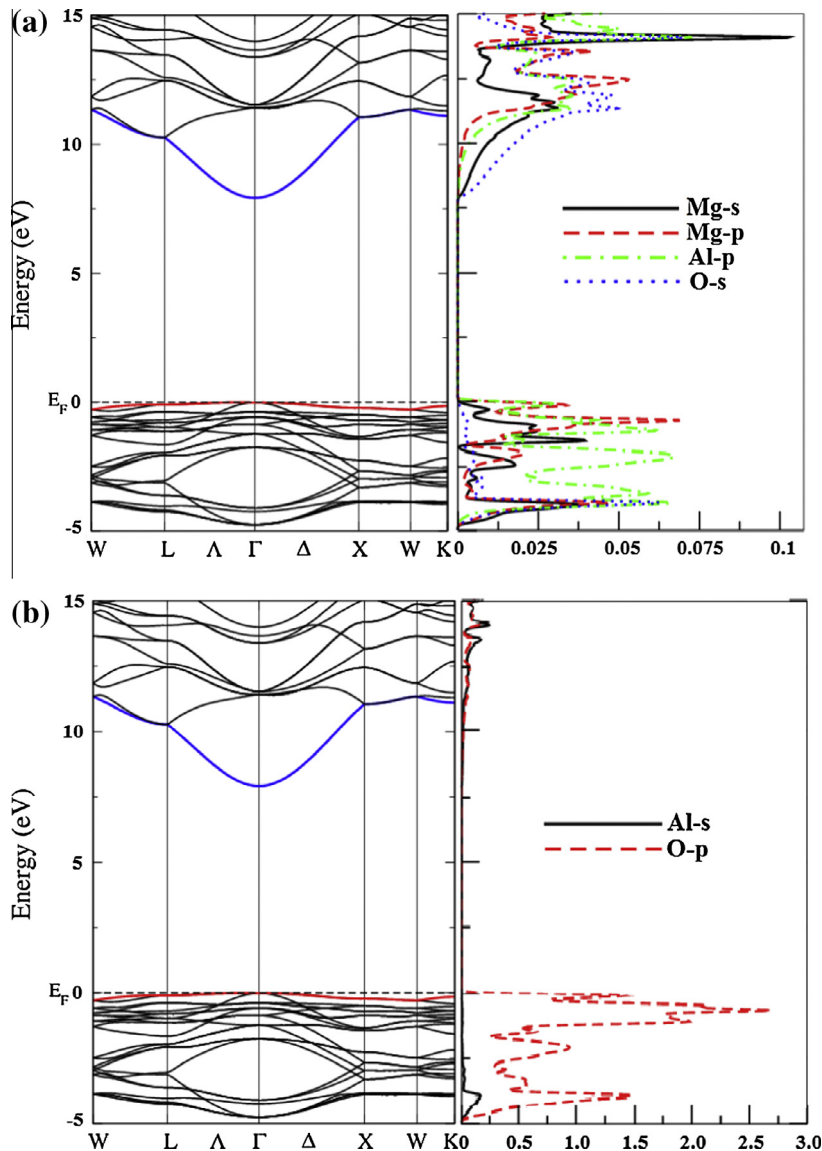 (a)
15
10
5
E_F 0
-5
Energy (eV)
W L Λ Γ Δ X W K
Mg-s
Mg-p
Al-p
O-s
0 0.025 0.05 0.075 0.1
(b)
15
10
5
E_F 0
-5
Energy (eV)
W L Λ Γ Δ X W K
Al-s
O-p
0 0.5 1.0 1.5 2.0 2.5 3.0